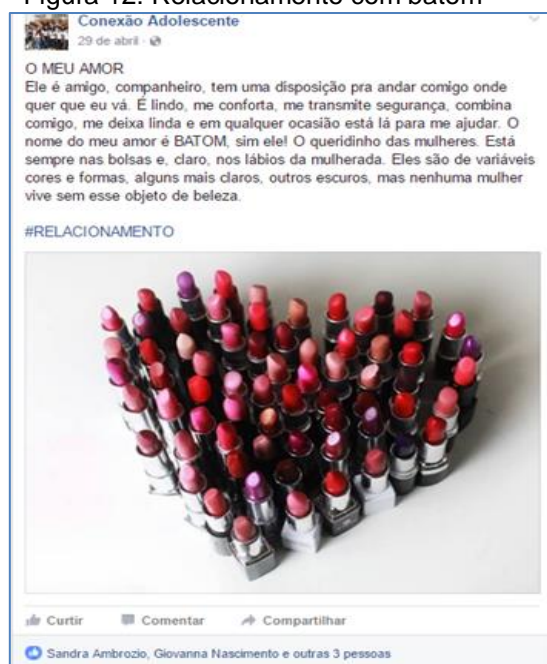 Figura 12: Relacionamento com batom
Conexão Adolescente
29 de abril
O MEU AMOR
Ele é amigo, companheiro, tem uma disposição pra andar comigo onde
quer que eu vá. É lindo, me conforta, me transmite segurança, combina
comigo, me deixa linda e em qualquer ocasião está lá para me ajudar. O
nome do meu amor é BATOM, sim ele! O queridinho das mulheres. Está
sempre nas bolsas e, claro, nos lábios da mulherada. Eles são de variáveis
cores e formas, alguns mais claros, outros escuros, mas nenhuma mulher
vive sem esse objeto de beleza.
#RELACIONAMENTO
Curtir Comentar Compartilhar
Sandra Ambrozio, Giovanna Nascimento e outras 3 pessoas